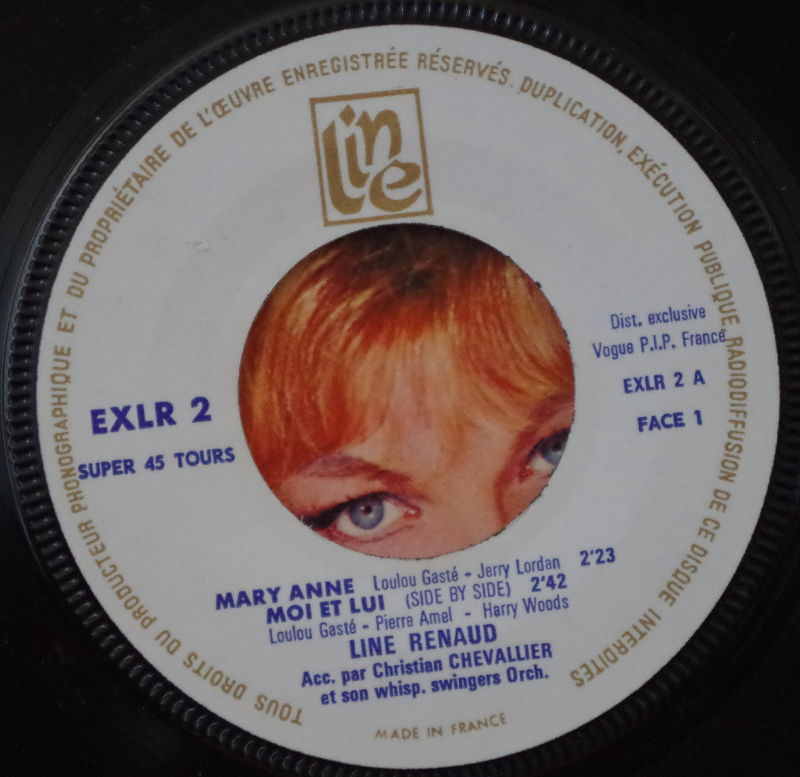 TOUS DROITS DU PRODUCTEUR PHONOGRAPHIQUE ET DU PROPRIÉTAIRE DE L'ŒUVRE ENREGISTRÉE RÉSERVÉS. DUPLICATION, EXÉCUTION PUBLIQUE, RADIODIFFUSION DE CE DISQUE INTERDITES
line
Dist. exclusive
Vogue P.I.P. France
EXLR 2 A
FACE 1
EXLR 2
SUPER 45 TOURS
MARY ANNE Loulou Gasté - Jerry Lordan 2'23
MOI ET LUI (SIDE BY SIDE) 2'42
Loulou Gasté - Pierre Amel - Harry Woods
LINE RENAUD
Acc. par Christian CHEVALLIER
et son whisp. swingers Orch.
MADE IN FRANCE